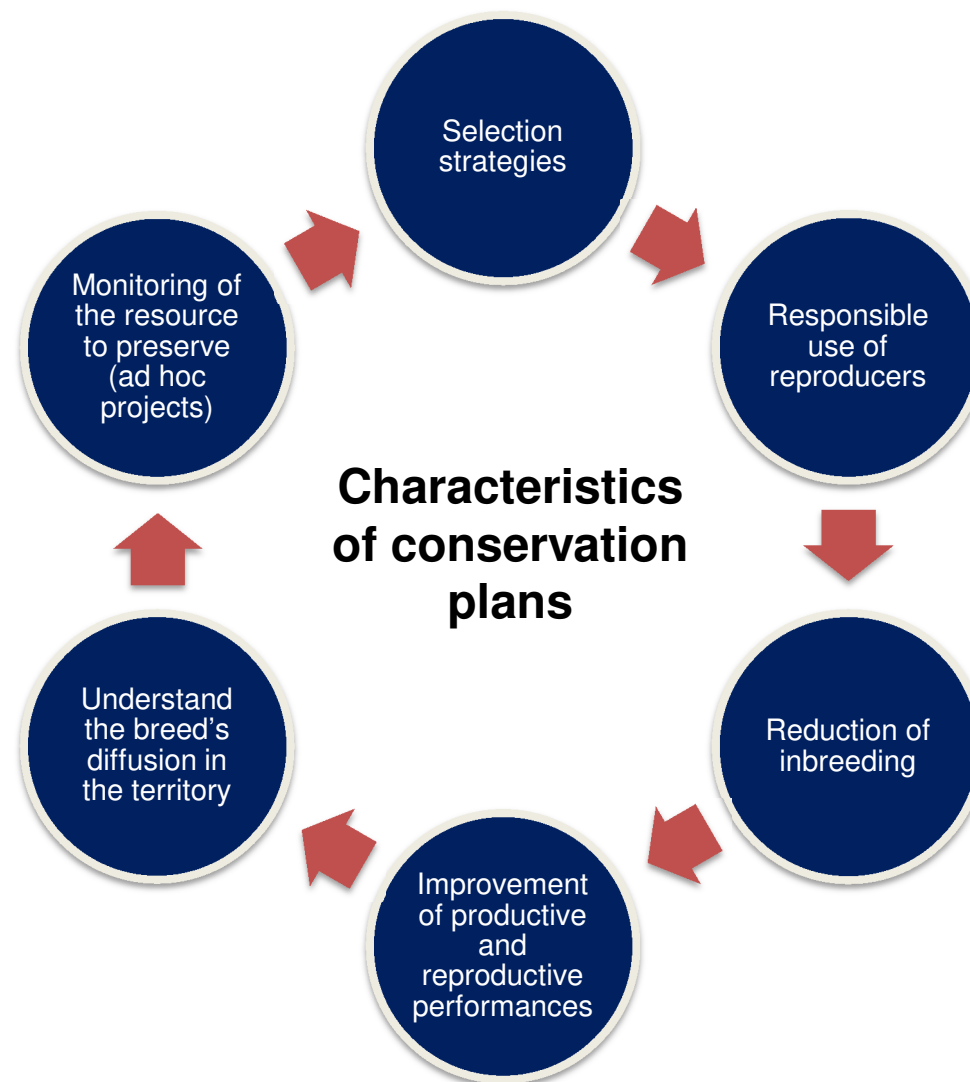 Selection
strategies
Responsible
use of
reproducers
Reduction of
inbreeding
Improvement
of productive
and
reproductive
performances
Understand
the breed’s
diffusion in
the territory
Monitoring of
the resource
to preserve
(ad hoc
projects)
Characteristics
of conservation
plans